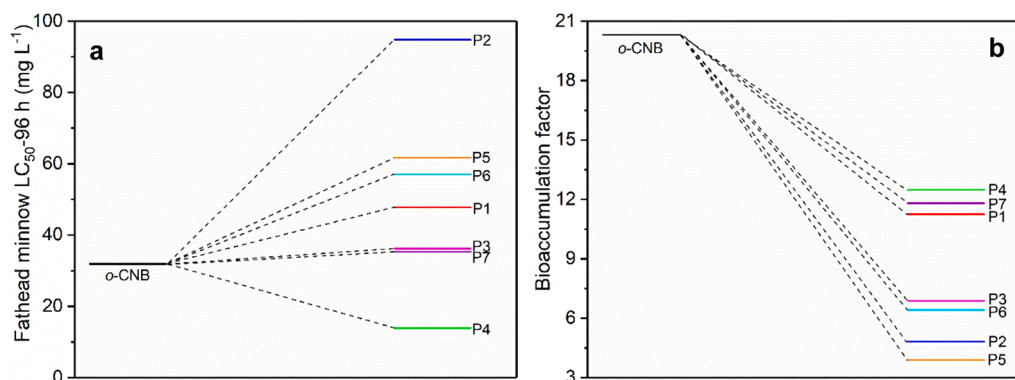 a
Fathead minnow LC50-96 h (mg L-1)
100
80
60
40
20
0
o-CNB
P2
P5
P6
P1
P3
P7
P4
b
Bioaccumulation factor
21
18
15
12
9
6
3
o-CNB
P4
P7
P1
P3
P6
P2
P5